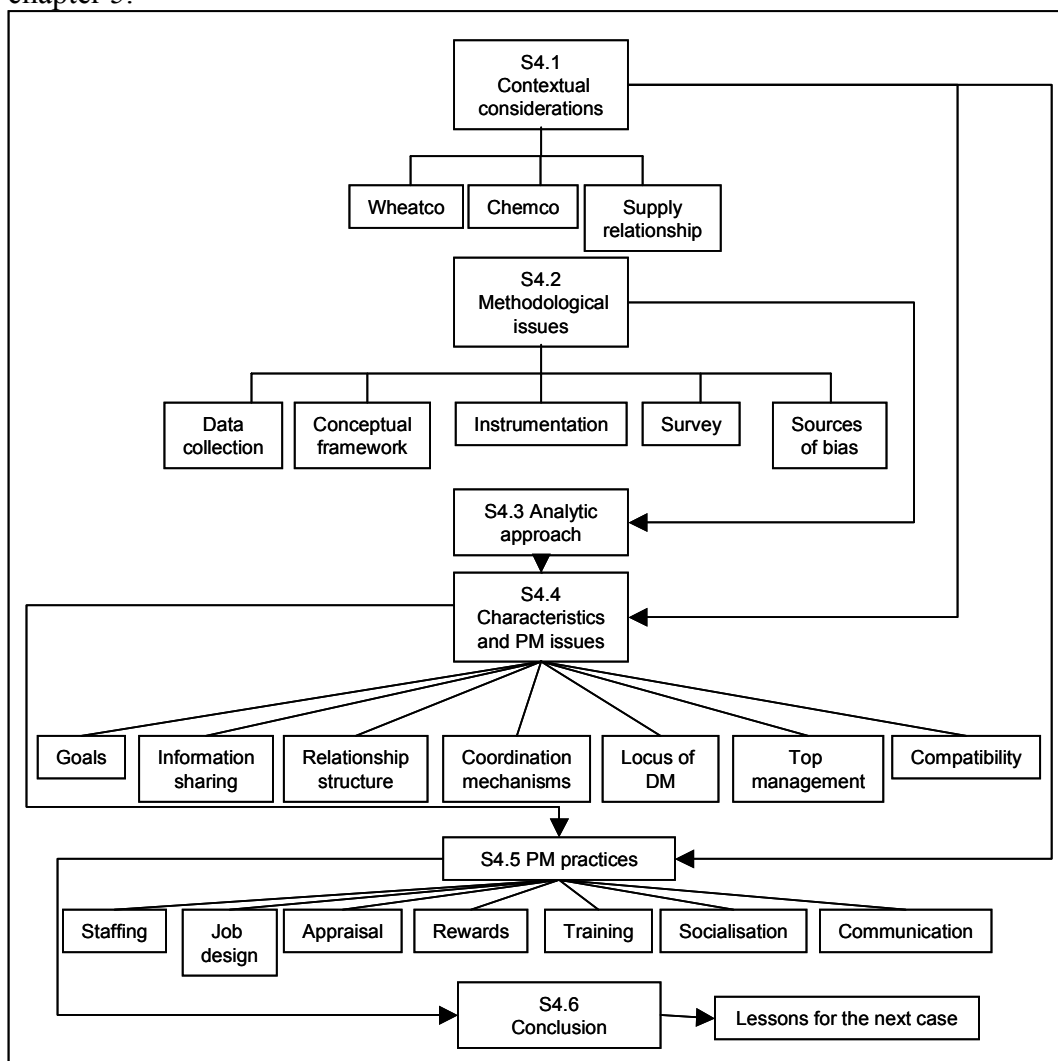 chapter
S4.1
Contextual
considerations
Wheatco
Chemco
Supply
relationship
S4.2
Methodological
issues
Data
collection
Conceptual
framework
Instrumentation
Survey
Sources
of bias
S4.3 Analytic
approach
S4.4
Characteristics
and PM issues
Goals
Information
sharing
Relationship
structure
Coordination
mechanisms
Locus of
DM
Top
management
Compatibility
S4.5 PM practices
Staffing
Job
design
Appraisal
Rewards
Training
Socialisation
Communication
S4.6
Conclusion
Lessons for the next case